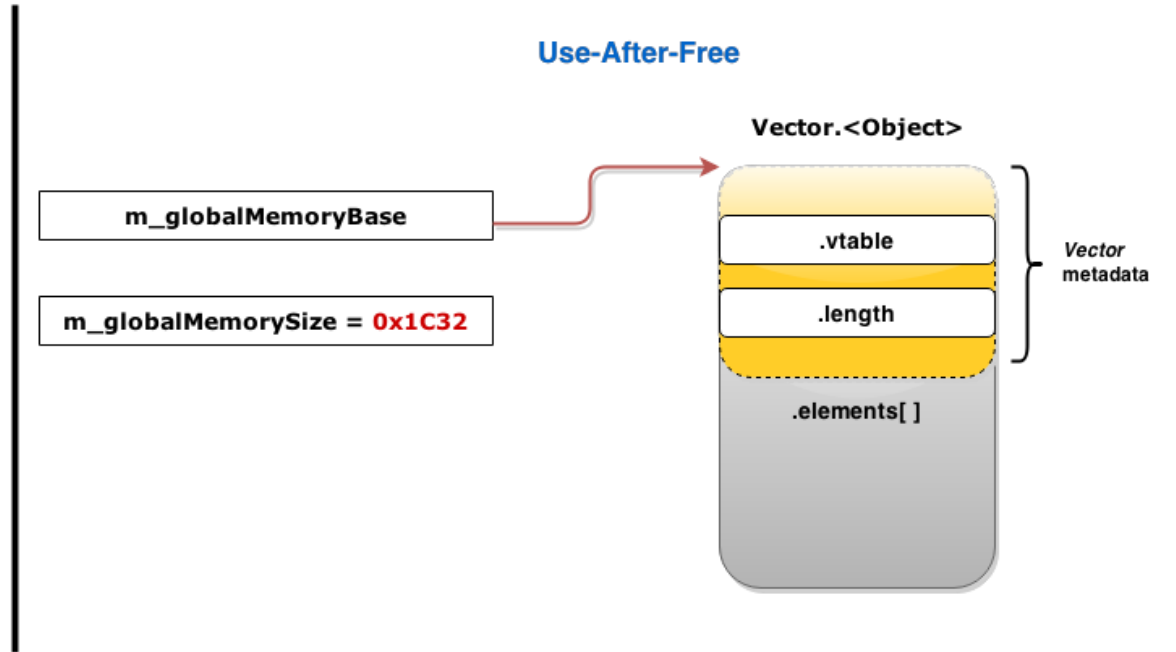 Use-After-Free
Vector.<Object>
m_globalMemoryBase
.vtable
Vector
metadata
m_globalMemorySize = 0x1C32
.length
.elements[ ]